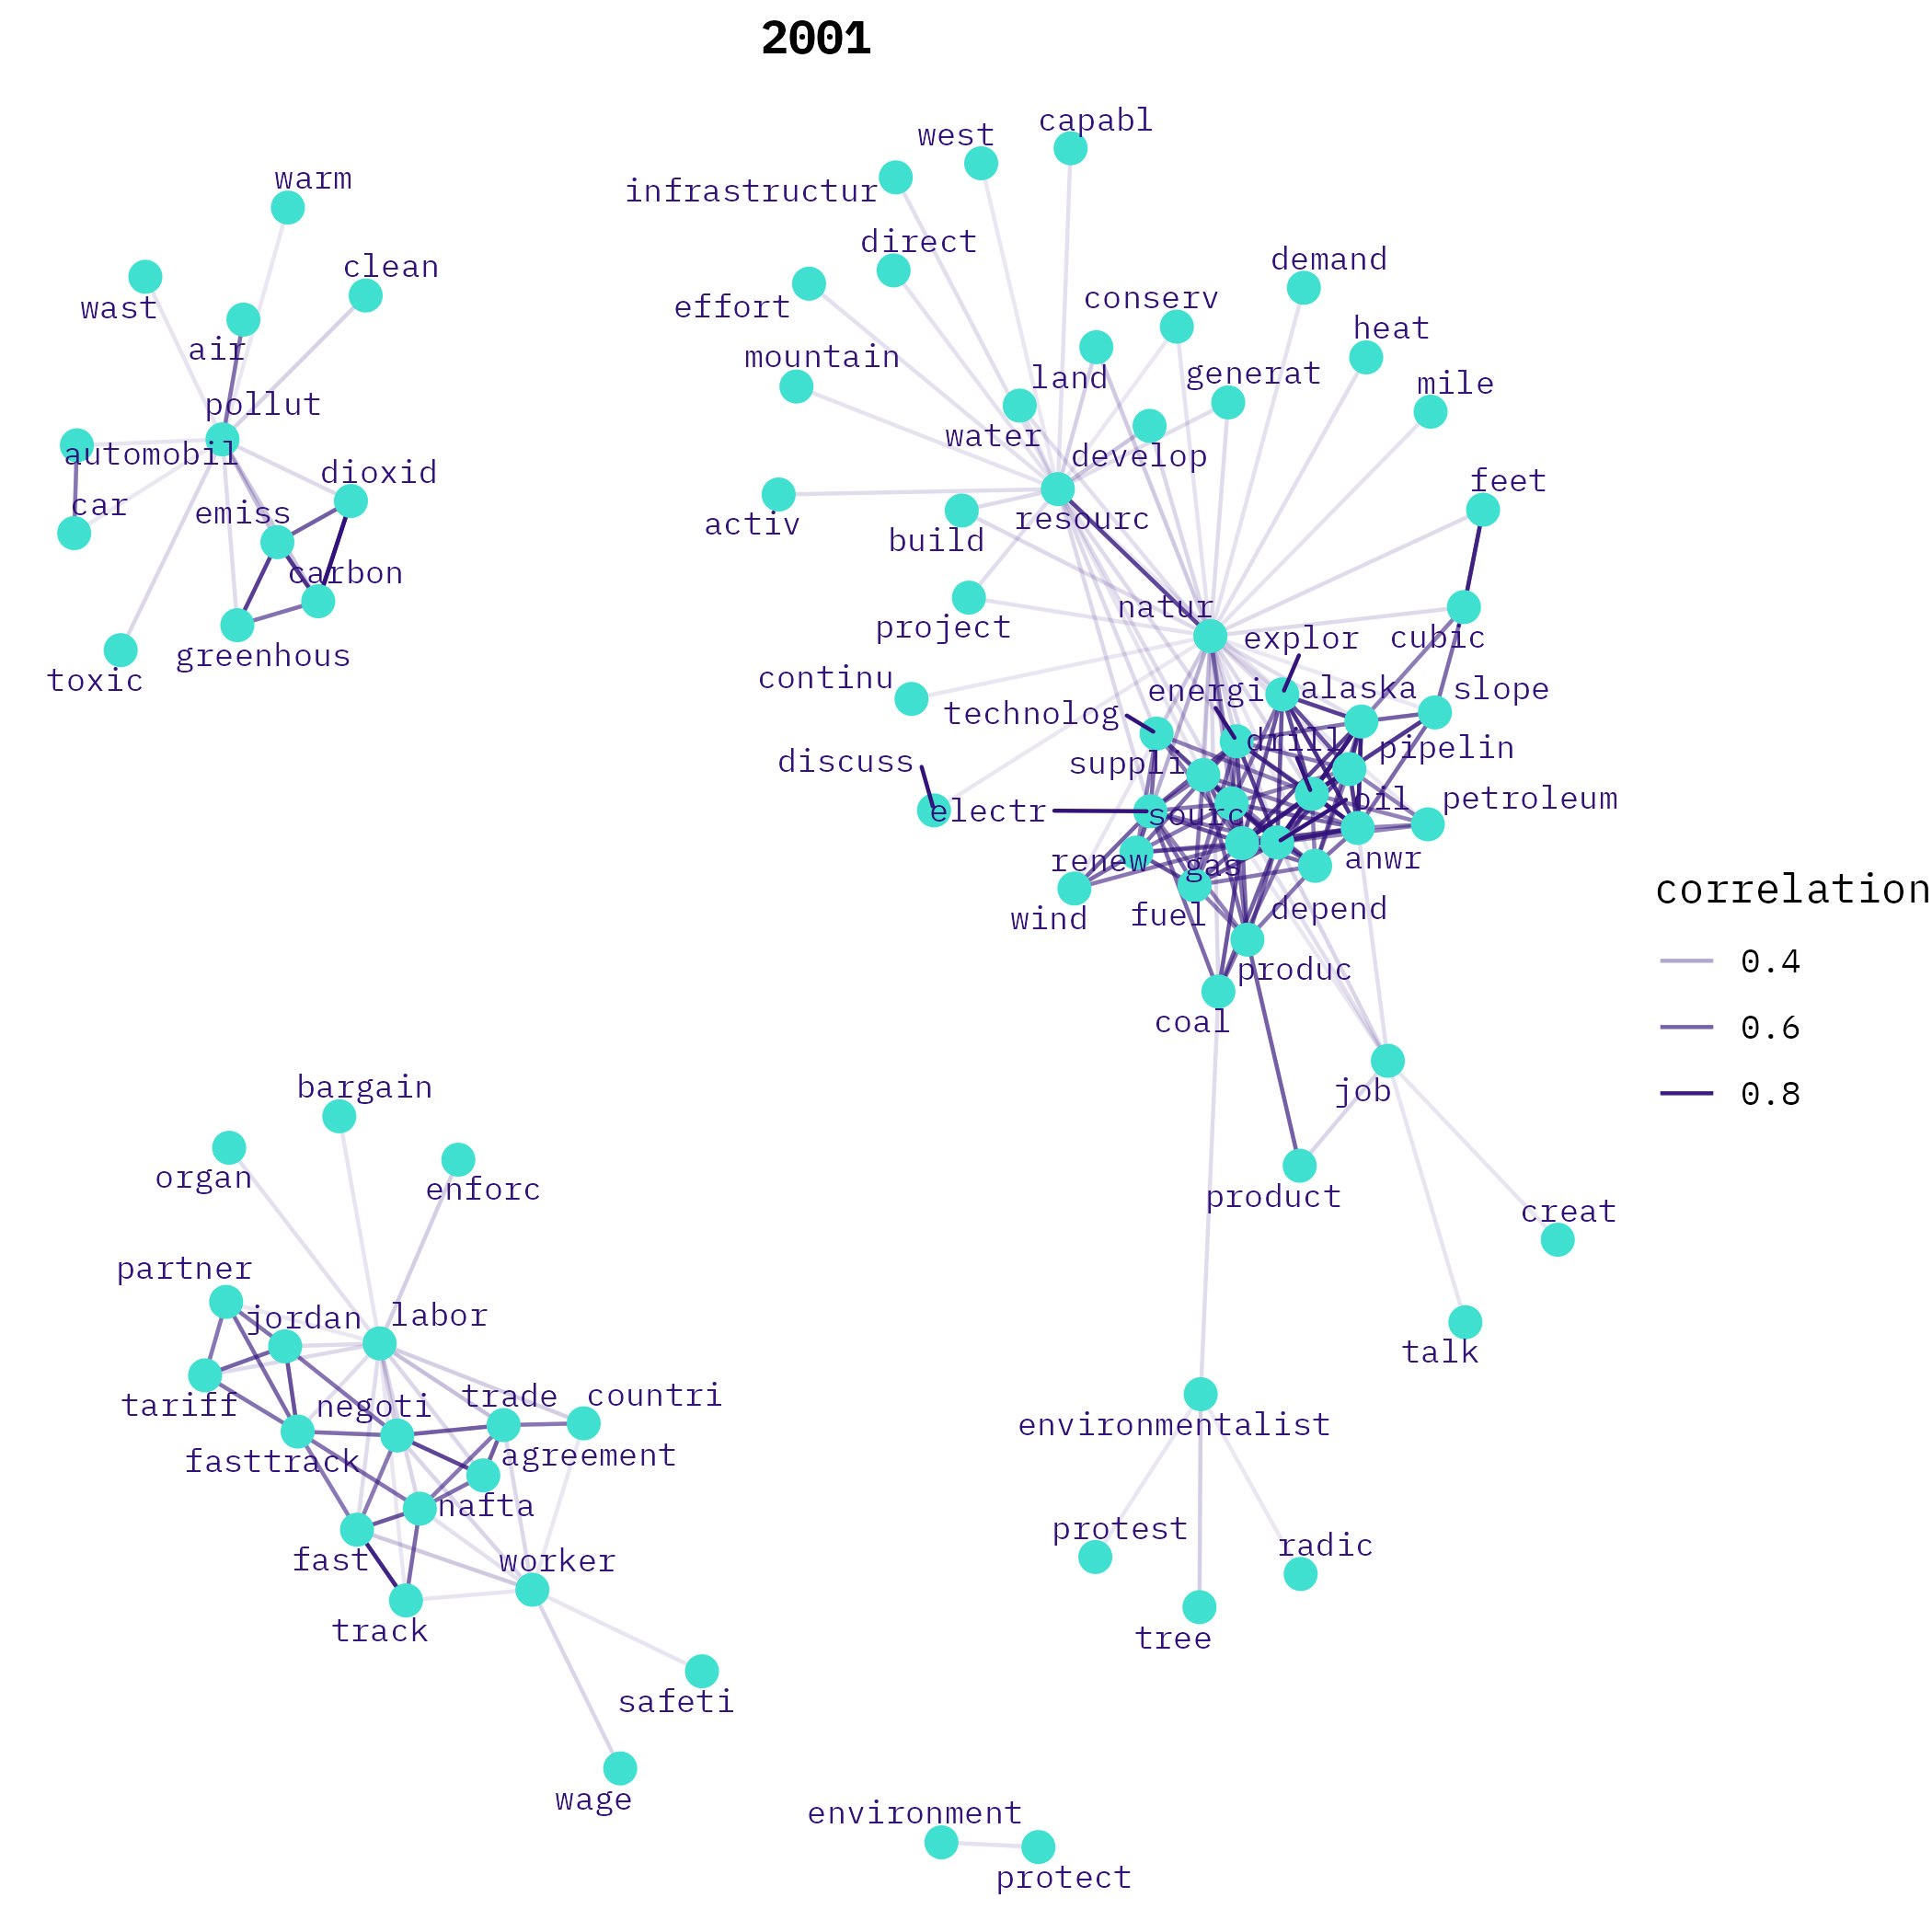 2001
capabl
west
warm
infrastructur
direct
demand
clean
conserv
wast
effort
heat
air
mountain
land
generat
mile
pollut
water
automobil
develop
dioxid
feet
car
emiss
resourc
activ
build
carbon
natur
project
explor
cubic
greenhous
toxic
continu
energi
alaska
slope
technolog
drill
pipelin
discuss
suppli
oil
petroleum
electr
sourc
renew
gas
anwr
correlation
wind
fuel
depend
0.4
produc
coal
0.6
job
0.8
bargain
organ
enforc
product
creat
partner
jordan
labor
talk
tariff
negoti
trade
countri
environmentalist
fasttrack
agreement
nafta
protest
radic
fast
worker
track
tree
safeti
wage
environment
protect